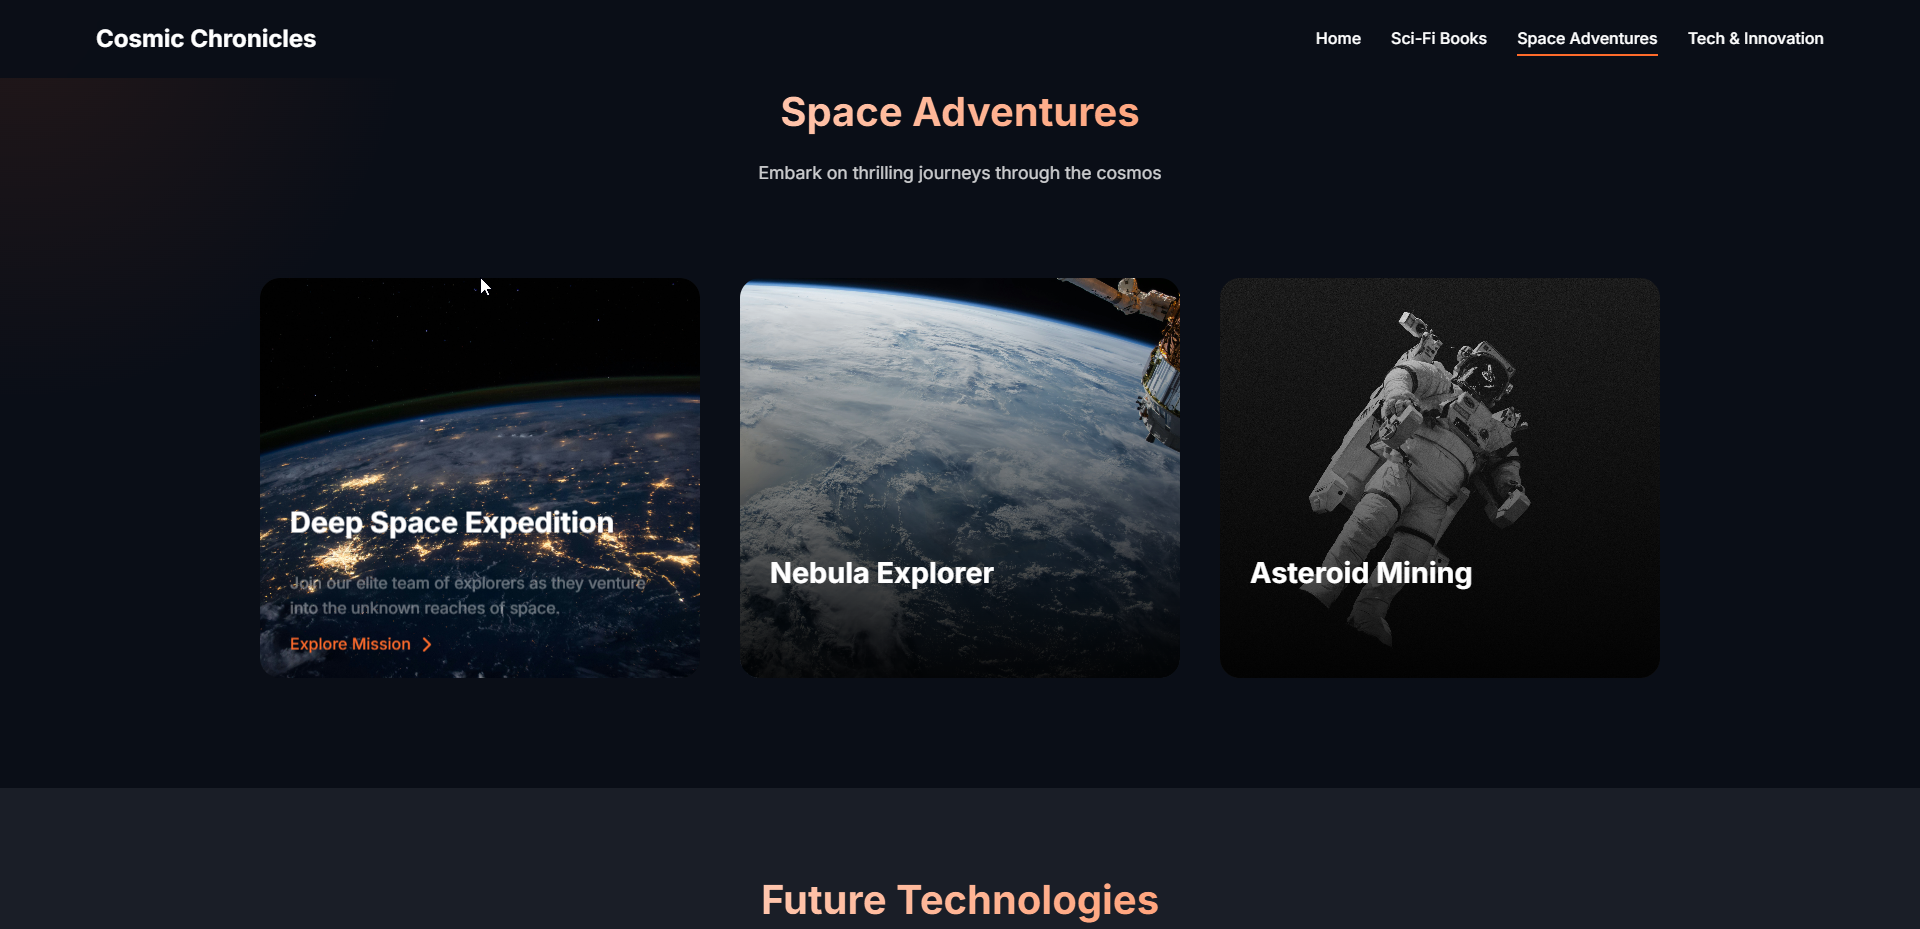 Cosmic Chronicles
Home
Sci-Fi Books
Space Adventures
Tech & Innovation
Space Adventures
Embark on thrilling journeys through the cosmos
Deep Space Expedition
Join our elite team of explorers as they venture
into the unknown reaches of space.
Explore Mission
Nebula Explorer
Asteroid Mining
Future Technologies